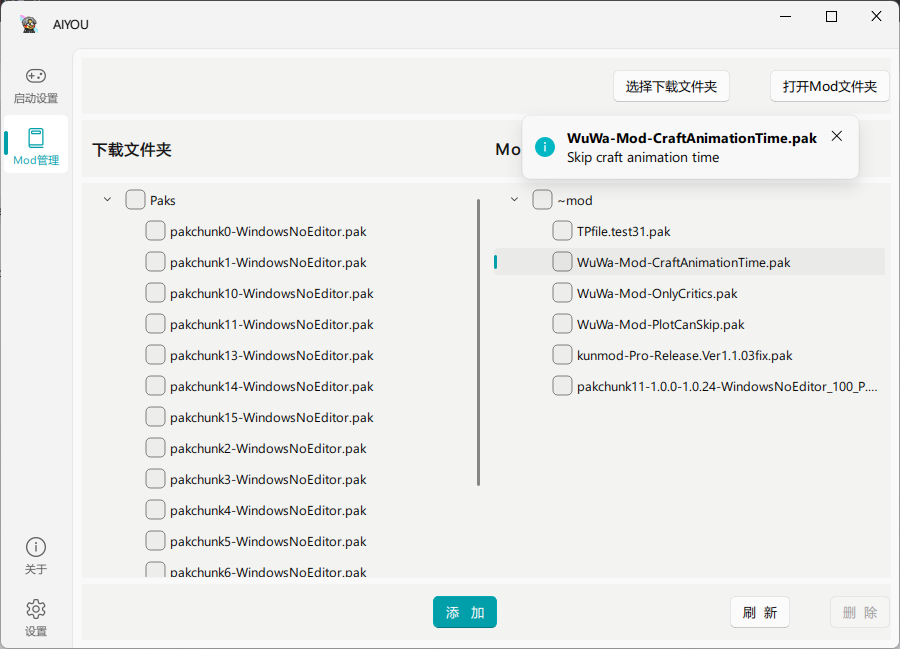 AIYOU
启动设置
Mod管理
关于
设置
选择下载文件夹
打开Mod文件夹
WuWa-Mod-CraftAnimationTime.pak
Skip craft animation time
下载文件夹
Mo
Paks
pakchunk0-WindowsNoEditor.pak
pakchunk1-WindowsNoEditor.pak
pakchunk10-WindowsNoEditor.pak
pakchunk11-WindowsNoEditor.pak
pakchunk13-WindowsNoEditor.pak
pakchunk14-WindowsNoEditor.pak
pakchunk15-WindowsNoEditor.pak
pakchunk2-WindowsNoEditor.pak
pakchunk3-WindowsNoEditor.pak
pakchunk4-WindowsNoEditor.pak
pakchunk5-WindowsNoEditor.pak
pakchunk6-WindowsNoEditor.pak
~mod
TPfile.test31.pak
WuWa-Mod-CraftAnimationTime.pak
WuWa-Mod-OnlyCritics.pak
WuWa-Mod-PlotCanSkip.pak
kunmod-Pro-Release.Ver1.1.03fix.pak
pakchunk11-1.0.0-1.0.24-WindowsNoEditor_100_P....
添 加
刷 新
删 除